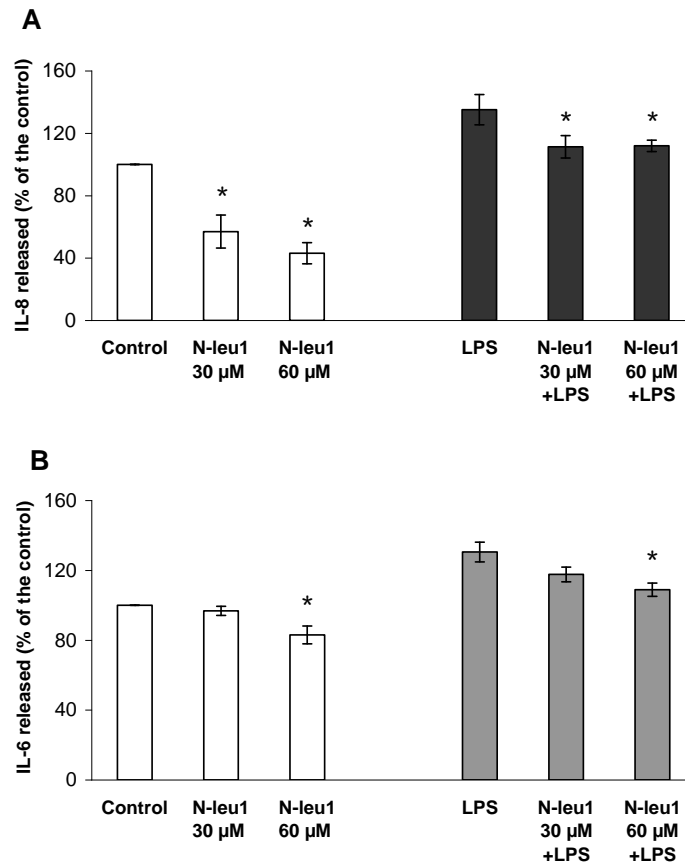 A
IL-8 released (% of the control)
160
120
80
40
0
*
*
*
*
Control
N-leu1
30 µM
N-leu1
60 µM
LPS
N-leu1
30 µM
+LPS
N-leu1
60 µM
+LPS
B
IL-6 released (% of the control)
160
120
80
40
0
*
*
Control
N-leu1
30 µM
N-leu1
60 µM
LPS
N-leu1
30 µM
+LPS
N-leu1
60 µM
+LPS